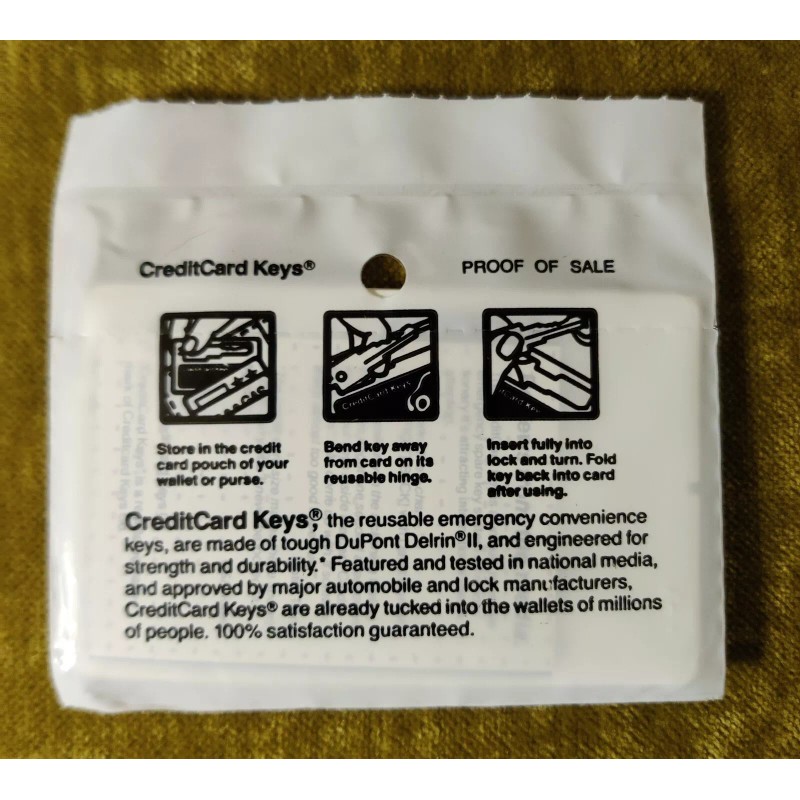 CreditCard Keys® PROOF OF SALE
CreditCard Keys
Store in the credit
card pouch of your
wallet or purse.
Bend key away
from card on its
reusable hinge.
Insert fully into
lock and turn. Fold
key back into card
after using.
CreditCard Keys®, the reusable emergency convenience
keys, are made of tough DuPont Delrin®II, and engineered for
strength and durability.* Featured and tested in national media,
and approved by major automobile and lock manufacturers,
CreditCard Keys® are already tucked into the wallets of millions
of people. 100% satisfaction guaranteed.